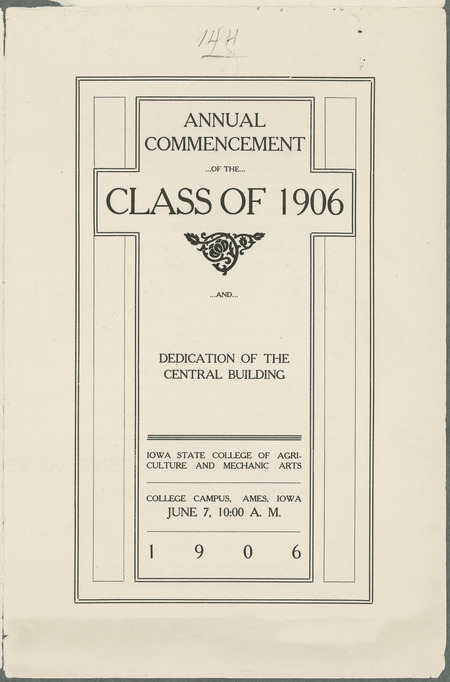 14H
ANNUAL
COMMENCEMENT
...OF THE...
CLASS OF 1906
...AND...
DEDICATION OF THE
CENTRAL BUILDING
IOWA STATE COLLEGE OF AGRI-
CULTURE AND MECHANIC ARTS
COLLEGE CAMPUS, AMES, IOWA
JUNE 7, 10:00 A. M.
1 9 0 6